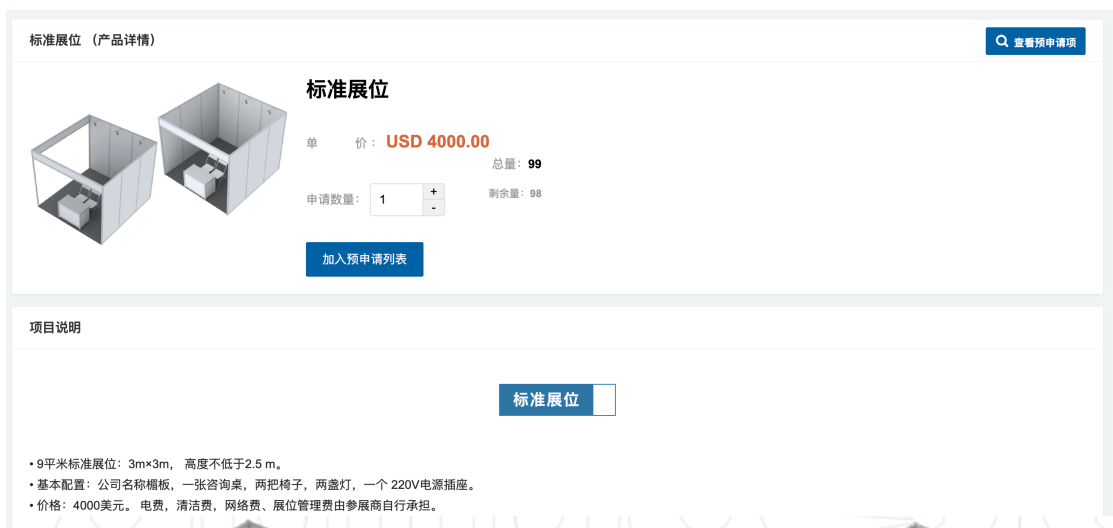 标准展位 （产品详情）
查看预申请项
标准展位
单 价： USD 4000.00
总量： 99
申请数量： 1 + -
剩余量： 98
加入预申请列表
项目说明
标准展位
• 9平米标准展位：3m×3m， 高度不低于2.5 m。
• 基本配置：公司名称楣板，一张咨询桌，两把椅子，两盏灯，一个 220V电源插座。
• 价格：4000美元。 电费，清洁费，网络费、展位管理费由参展商自行承担。